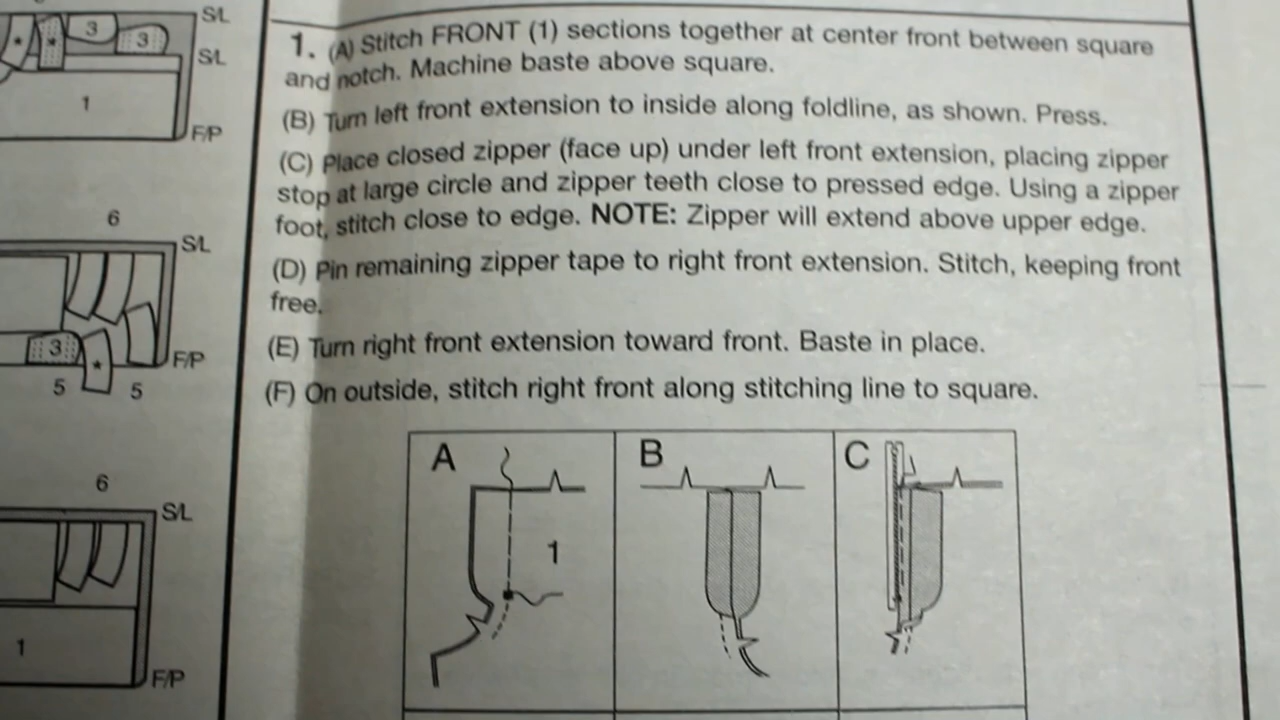 S/L
3
3
S/L
1
F/P
6
S/L
3
F/P
5
5
6
S/L
1
F/P
1. (A) Stitch FRONT (1) sections together at center front between square
and notch. Machine baste above square.
(B) Turn left front extension to inside along foldline, as shown. Press.
(C) Place closed zipper (face up) under left front extension, placing zipper
stop at large circle and zipper teeth close to pressed edge. Using a zipper
foot, stitch close to edge. NOTE: Zipper will extend above upper edge.
(D) Pin remaining zipper tape to right front extension. Stitch, keeping front
free.
(E) Turn right front extension toward front. Baste in place.
(F) On outside, stitch right front along stitching line to square.
A
B
C
1